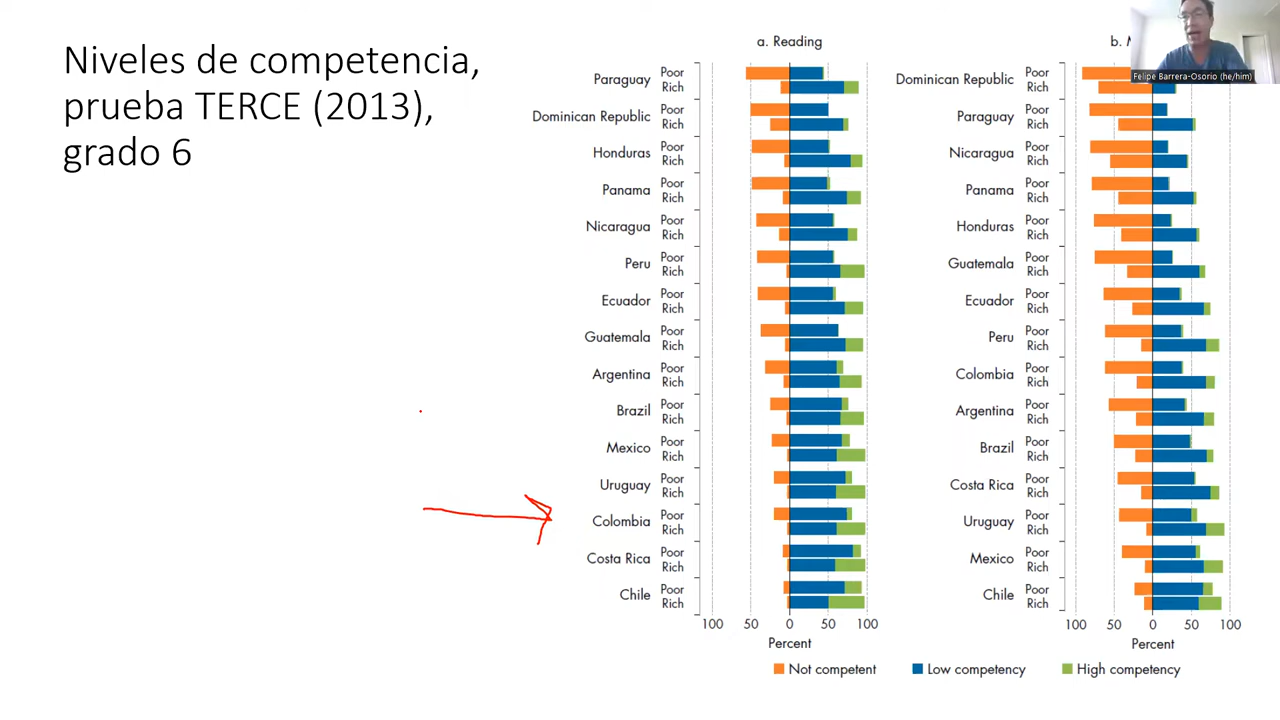 Niveles de competencia,
prueba TERCE (2013),
grado 6
Felipe Barrera-Osorio (he/him)
a. Reading
Paraguay Poor
Rich
Dominican Republic Poor
Rich
Honduras Poor
Rich
Panama Poor
Rich
Nicaragua Poor
Rich
Peru Poor
Rich
Ecuador Poor
Rich
Guatemala Poor
Rich
Argentina Poor
Rich
Brazil Poor
Rich
Mexico Poor
Rich
Uruguay Poor
Rich
Colombia Poor
Rich
Costa Rica Poor
Rich
Chile Poor
Rich
100 50 0 50 100
Percent
b.
Dominican Republic Poor
Rich
Paraguay Poor
Rich
Nicaragua Poor
Rich
Panama Poor
Rich
Honduras Poor
Rich
Guatemala Poor
Rich
Ecuador Poor
Rich
Peru Poor
Rich
Colombia Poor
Rich
Argentina Poor
Rich
Brazil Poor
Rich
Costa Rica Poor
Rich
Uruguay Poor
Rich
Mexico Poor
Rich
Chile Poor
Rich
100 50 0 50 100
Percent
Not competent Low competency High competency